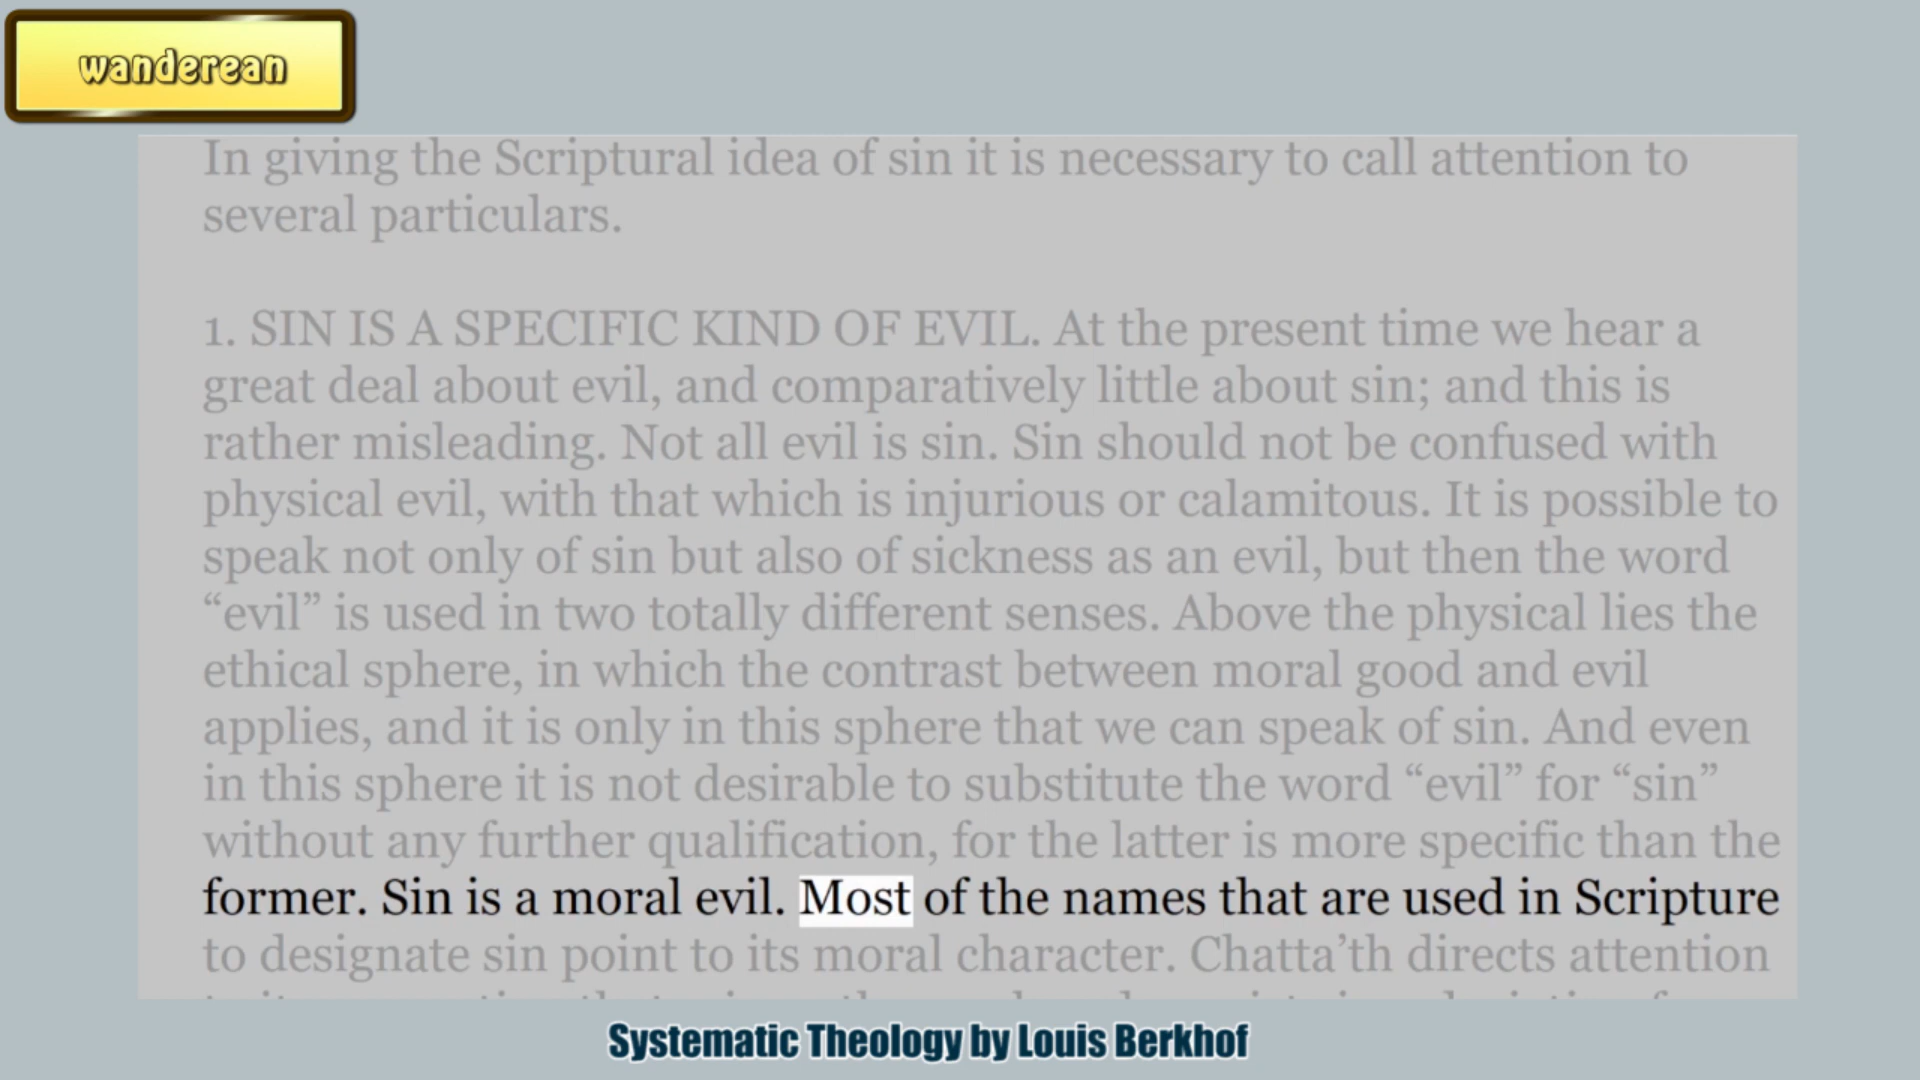 wanderean
In giving the Scriptural idea of sin it is necessary to call attention to
several particulars.
1. SIN IS A SPECIFIC KIND OF EVIL. At the present time we hear a
great deal about evil, and comparatively little about sin; and this is
rather misleading. Not all evil is sin. Sin should not be confused with
physical evil, with that which is injurious or calamitous. It is possible to
speak not only of sin but also of sickness as an evil, but then the word
“evil” is used in two totally different senses. Above the physical lies the
ethical sphere, in which the contrast between moral good and evil
applies, and it is only in this sphere that we can speak of sin. And even
in this sphere it is not desirable to substitute the word “evil” for “sin”
without any further qualification, for the latter is more specific than the
former. Sin is a moral evil. Most of the names that are used in Scripture
to designate sin point to its moral character. Chatta’th directs attention
Systematic Theology by Louis Berkhof